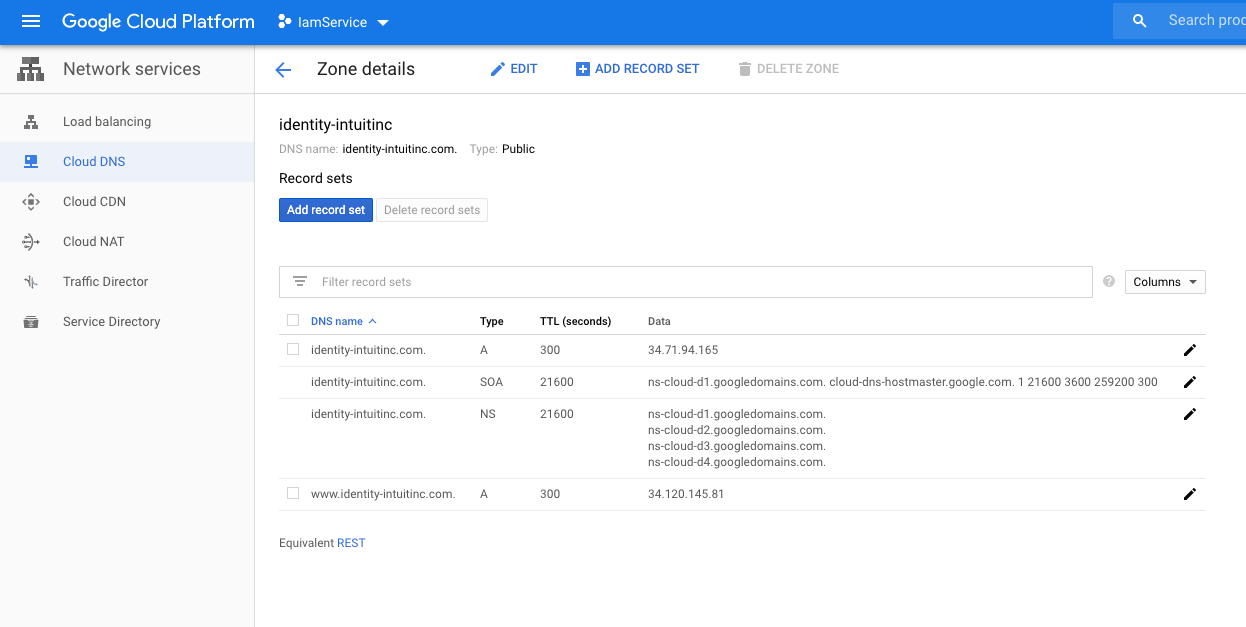 Google Cloud Platform IamService Search prod
Network services
Zone details EDIT ADD RECORD SET DELETE ZONE
Load balancing
Cloud DNS
Cloud CDN
Cloud NAT
Traffic Director
Service Directory
identity-intuitinc
DNS name: identity-intuitinc.com. Type: Public
Record sets
Add record set Delete record sets
Filter record sets Columns
DNS name Type TTL (seconds) Data
identity-intuitinc.com. A 300 34.71.94.165
identity-intuitinc.com. SOA 21600 ns-cloud-d1.googledomains.com. cloud-dns-hostmaster.google.com. 1 21600 3600 259200 300
identity-intuitinc.com. NS 21600 ns-cloud-d1.googledomains.com.
ns-cloud-d2.googledomains.com.
ns-cloud-d3.googledomains.com.
ns-cloud-d4.googledomains.com.
www.identity-intuitinc.com. A 300 34.120.145.81
Equivalent REST